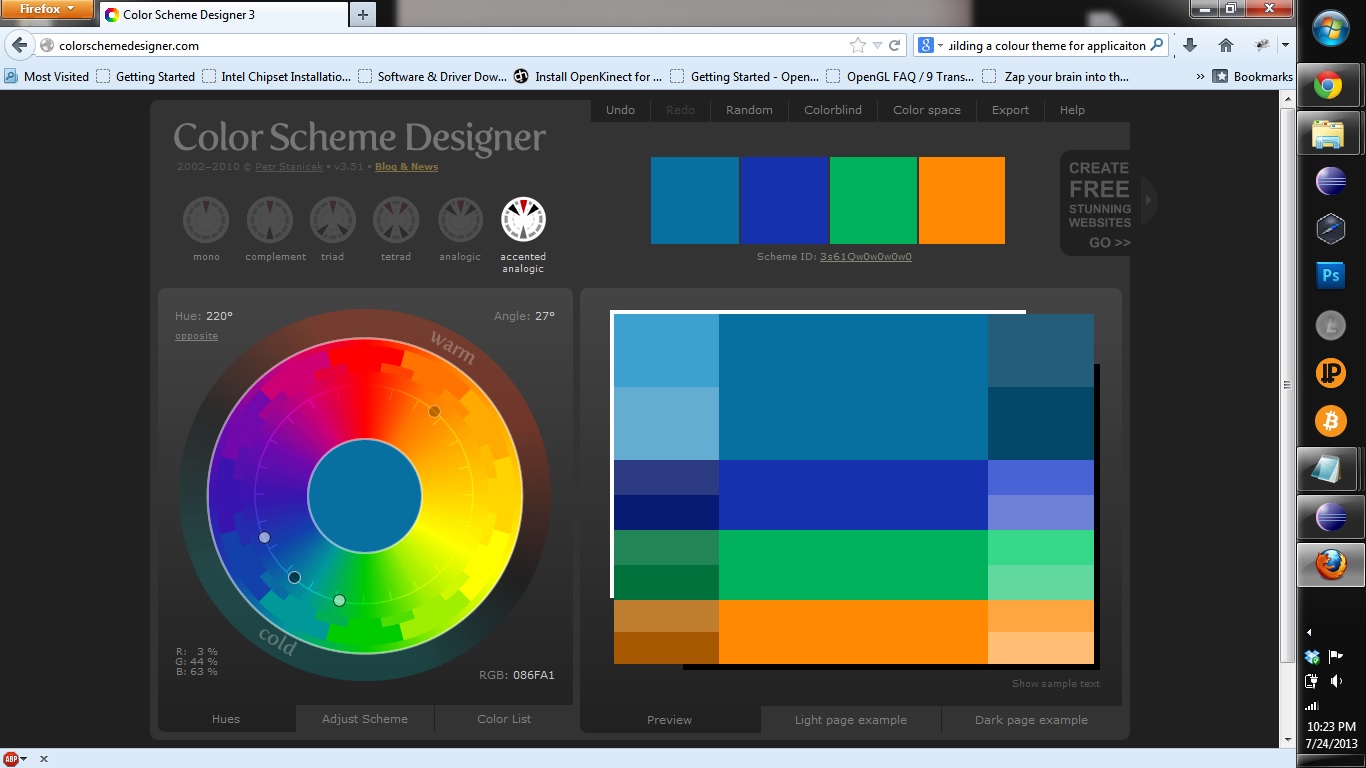 Firefox
Color Scheme Designer 3
colorschemedesigner.com
uilding a colour theme for applicaiton
Most Visited Getting Started Intel Chipset Installatio... Software & Driver Dow... Install OpenKinect for ... Getting Started - Open... OpenGL FAQ / 9 Trans... Zap your brain into th... » Bookmarks
Undo Redo Random Colorblind Color space Export Help
Color Scheme Designer
2002–2010 © Petr Stanicek • v3.51 • Blog & News
mono complement triad tetrad analogic accented
analogic
Scheme ID: 3s61Qw0w0w0w0
CREATE
FREE
STUNNING
WEBSITES
GO >>
Hue: 220° Angle: 27°
opposite
warm
cold
R: 3 %
G: 44 %
B: 63 %
RGB: 086FA1
Show sample text
Hues Adjust Scheme Color List
Preview Light page example Dark page example
Ps
10:23 PM
7/24/2013
ABP